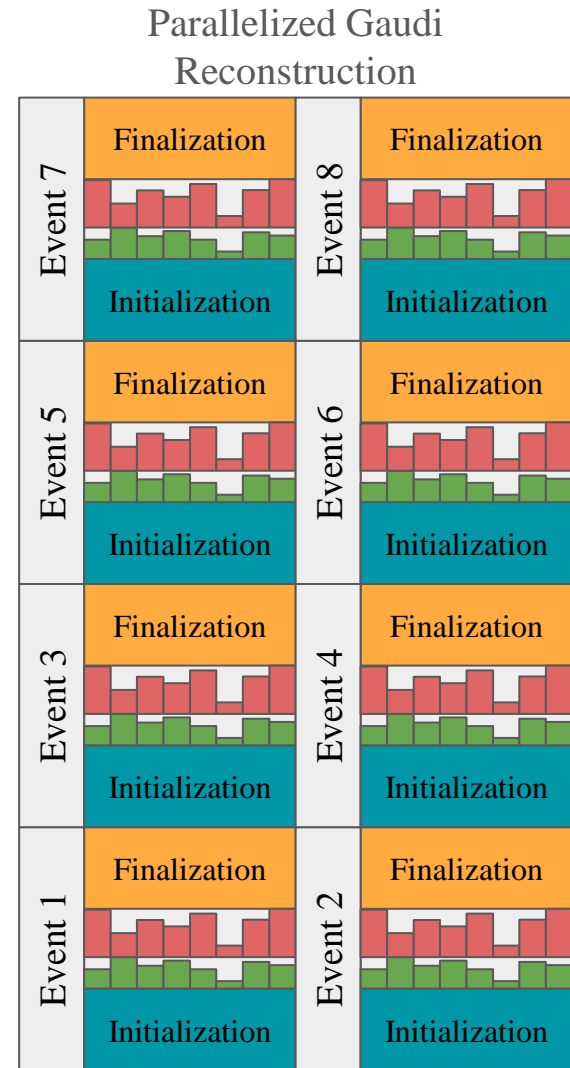 Parallelized Gaudi
Reconstruction
Event 7
Finalization
Initialization
Event 8
Finalization
Initialization
Event 5
Finalization
Initialization
Event 6
Finalization
Initialization
Event 3
Finalization
Initialization
Event 4
Finalization
Initialization
Event 1
Finalization
Initialization
Event 2
Finalization
Initialization